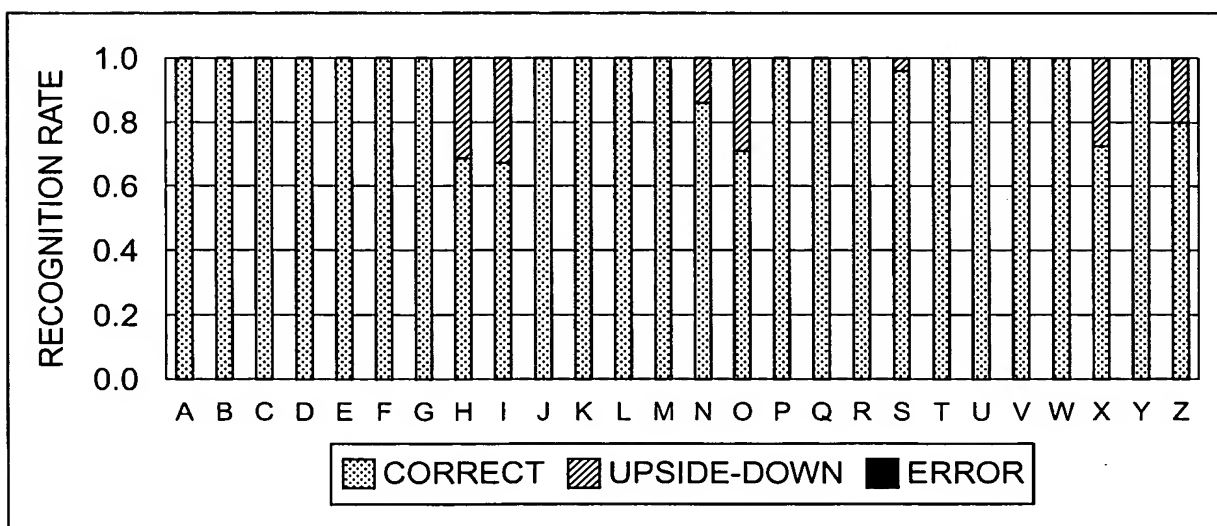 RECOGNITION RATE
1.0
0.8
0.6
0.4
0.2
0.0
A B C D E F G H I J K L M N O P Q R S T U V W X Y Z
CORRECT UPSIDE-DOWN ERROR